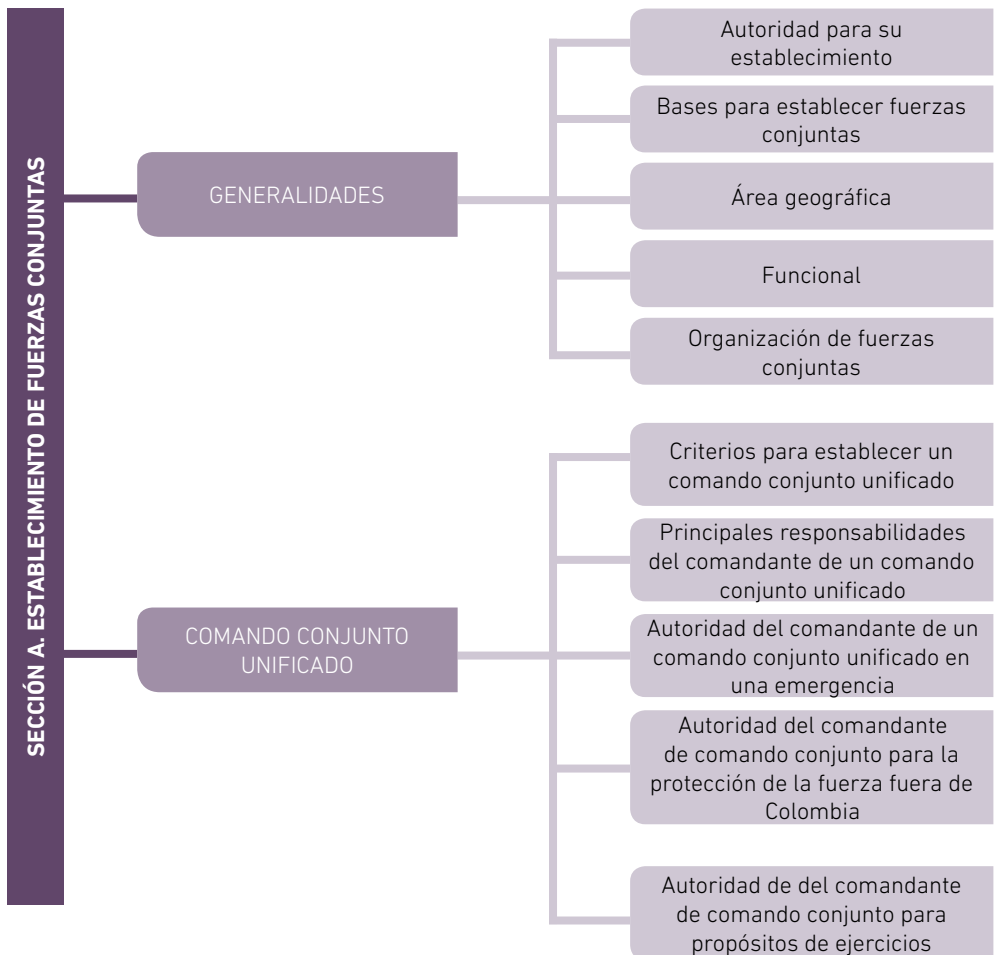 SECCIÓN A. ESTABLECIMIENTO DE FUERZAS CONJUNTAS
GENERALIDADES
Autoridad para su
establecimiento
Bases para establecer fuerzas
conjuntas
Área geográfica
Funcional
Organización de fuerzas
conjuntas
COMANDO CONJUNTO
UNIFICADO
Criterios para establecer un
comando conjunto unificado
Principales responsabilidades
del comandante de un comando
conjunto unificado
Autoridad del comandante de un
comando conjunto unificado en
una emergencia
Autoridad del comandante
de comando conjunto para la
protección de la fuerza fuera de
Colombia
Autoridad de del comandante
de comando conjunto para
propósitos de ejercicios